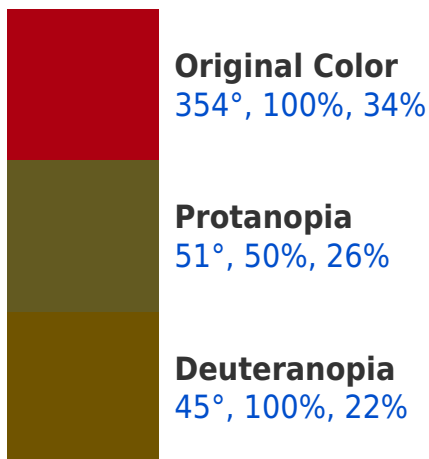 Original Color
354°, 100%, 34%
Protanopia
51°, 50%, 26%
Deuteranopia
45°, 100%, 22%